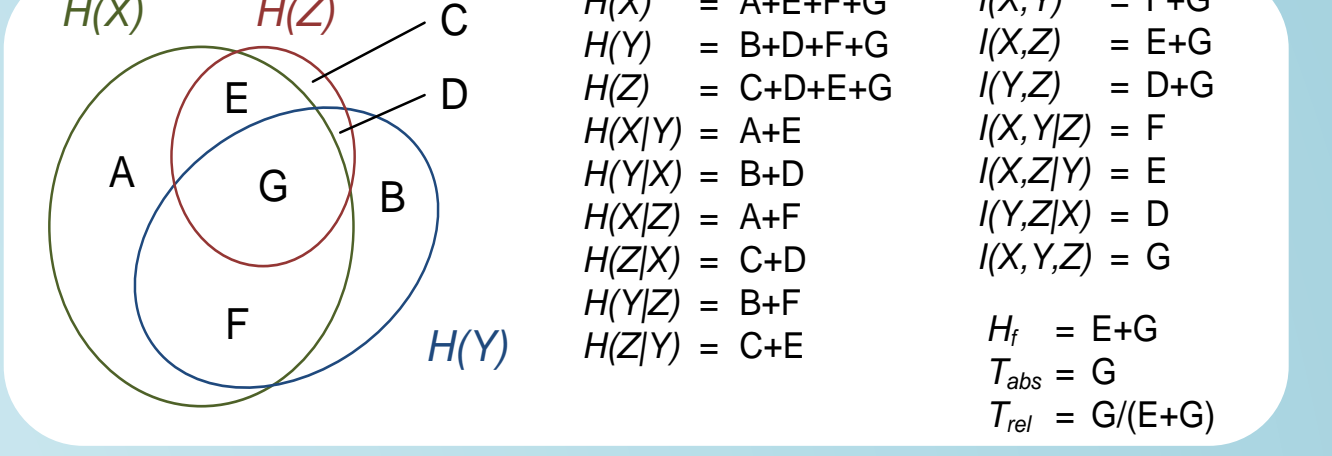 H(X)
H(Z)
C
E
D
A
G
B
F
H(Y)
H(X) = A+E+F+G
H(Y) = B+D+F+G
H(Z) = C+D+E+G
H(X|Y) = A+E
H(Y|X) = B+D
H(X|Z) = A+F
H(Z|X) = C+D
H(Y|Z) = B+F
H(Z|Y) = C+E
I(X,Y) = F+G
I(X,Z) = E+G
I(Y,Z) = D+G
I(X,Y|Z) = F
I(X,Z|Y) = E
I(Y,Z|X) = D
I(X,Y,Z) = G
Hf = E+G
Tabs = G
Trel = G/(E+G)